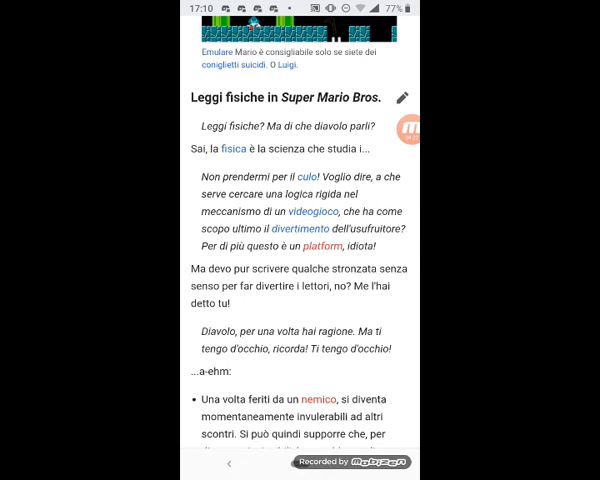 17:10
77%
Emulare Mario è consigliabile solo se siete dei
coniglietti suicidi. O Luigi.
Leggi fisiche in Super Mario Bros.
Leggi fisiche? Ma di che diavolo parli?
Sai, la fisica è la scienza che studia i...
Non prendermi per il culo! Voglio dire, a che
serve cercare una logica rigida nel
meccanismo di un videogioco, che ha come
scopo ultimo il divertimento dell'usufruitore?
Per di più questo è un platform, idiota!
Ma devo pur scrivere qualche stronzata senza
senso per far divertire i lettori, no? Me l'hai
detto tu!
Diavolo, per una volta hai ragione. Ma ti
tengo d'occhio, ricorda! Ti tengo d'occhio!
...a-ehm:
• Una volta feriti da un nemico, si diventa
momentaneamente invulerabili ad altri
scontri. Si può quindi supporre che, per
Recorded by mobizen